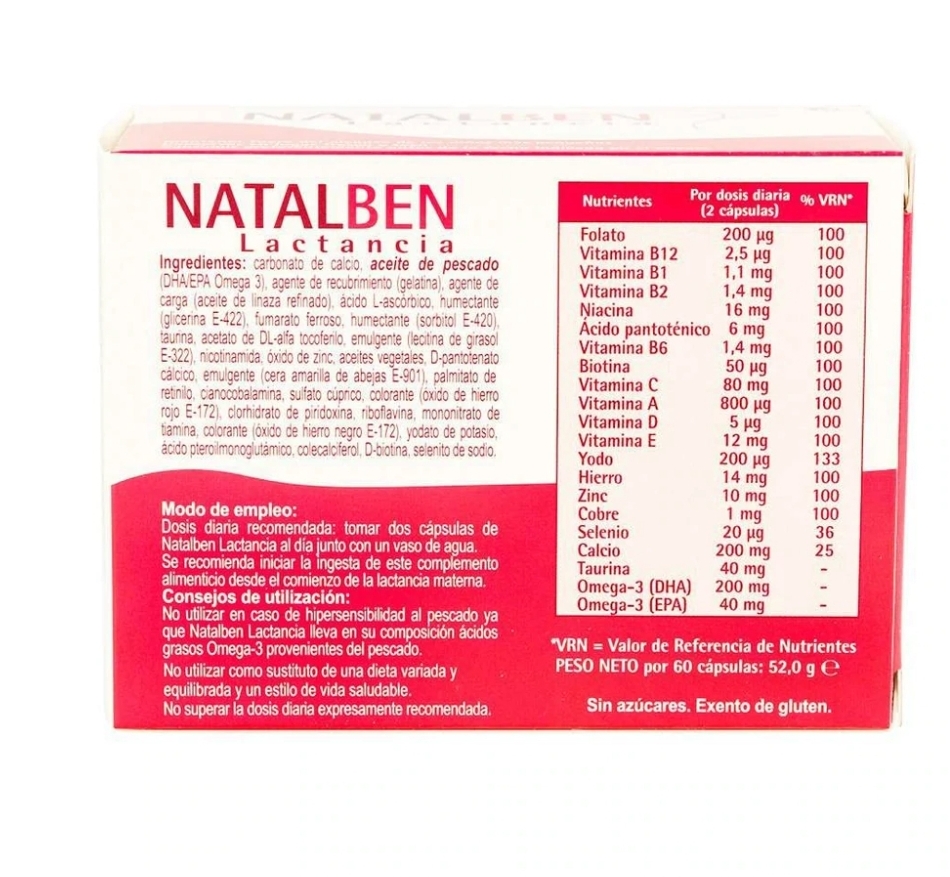 NATALBEN
NATALBEN
Lactancia
Ingredientes: carbonato de calcio, aceite de pescado
(DHA/EPA Omega 3), agente de recubrimiento (gelatina), agente de
carga (aceite de linaza refinado), ácido L-ascórbico, humectante
(glicerina E-422), fumarato ferroso, humectante (sorbitol E-420),
taurina, acetato de DL-alfa tocoferilo, emulgente (lecitina de girasol
E-322), nicotinamida, óxido de zinc, aceites vegetales, D-pantotenato
cálcico, emulgente (cera amarilla de abejas E-901), palmitato de
retinilo, cianocobalamina, sulfato cúprico, colorante (óxido de hierro
rojo E-172), clorhidrato de piridoxina, riboflavina, mononitrato de
tiamina, colorante (óxido de hierro negro E-172), yodato de potasio,
ácido pteroilmonoglutámico, colecalciferol, D-biotina, selenito de sodio.
Modo de empleo:
Dosis diaria recomendada: tomar dos cápsulas de
Natalben Lactancia al día junto con un vaso de agua.
Se recomienda iniciar la ingesta de este complemento
alimenticio desde el comienzo de la lactancia materna.
Consejos de utilización:
No utilizar en caso de hipersensibilidad al pescado ya
que Natalben Lactancia lleva en su composición ácidos
grasos Omega-3 provenientes del pescado.
No utilizar como sustituto de una dieta variada y
equilibrada y un estilo de vida saludable.
No superar la dosis diaria expresamente recomendada.
Nutrientes Por dosis diaria (2 cápsulas) % VRN*
Folato 200 µg 100
Vitamina B12 2,5 µg 100
Vitamina B1 1,1 mg 100
Vitamina B2 1,4 mg 100
Niacina 16 mg 100
Ácido pantoténico 6 mg 100
Vitamina B6 1,4 mg 100
Biotina 50 µg 100
Vitamina C 80 mg 100
Vitamina A 800 µg 100
Vitamina D 5 µg 100
Vitamina E 12 mg 100
Yodo 200 µg 133
Hierro 14 mg 100
Zinc 10 mg 100
Cobre 1 mg 100
Selenio 20 µg 36
Calcio 200 mg 25
Taurina 40 mg -
Omega-3 (DHA) 200 mg -
Omega-3 (EPA) 40 mg -
*VRN = Valor de Referencia de Nutrientes
PESO NETO por 60 cápsulas: 52,0 g ℮
Sin azúcares. Exento de gluten.